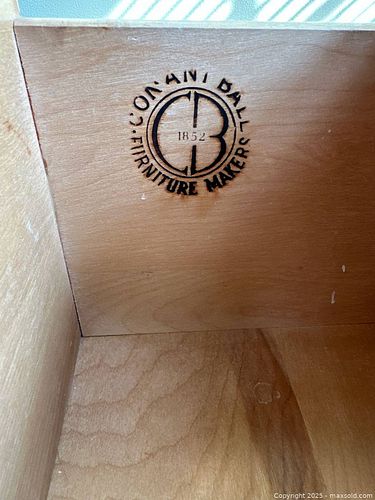 CONANT BALL
CB
1852
FURNITURE MAKERS
Copyright 2025 - maxsold.com